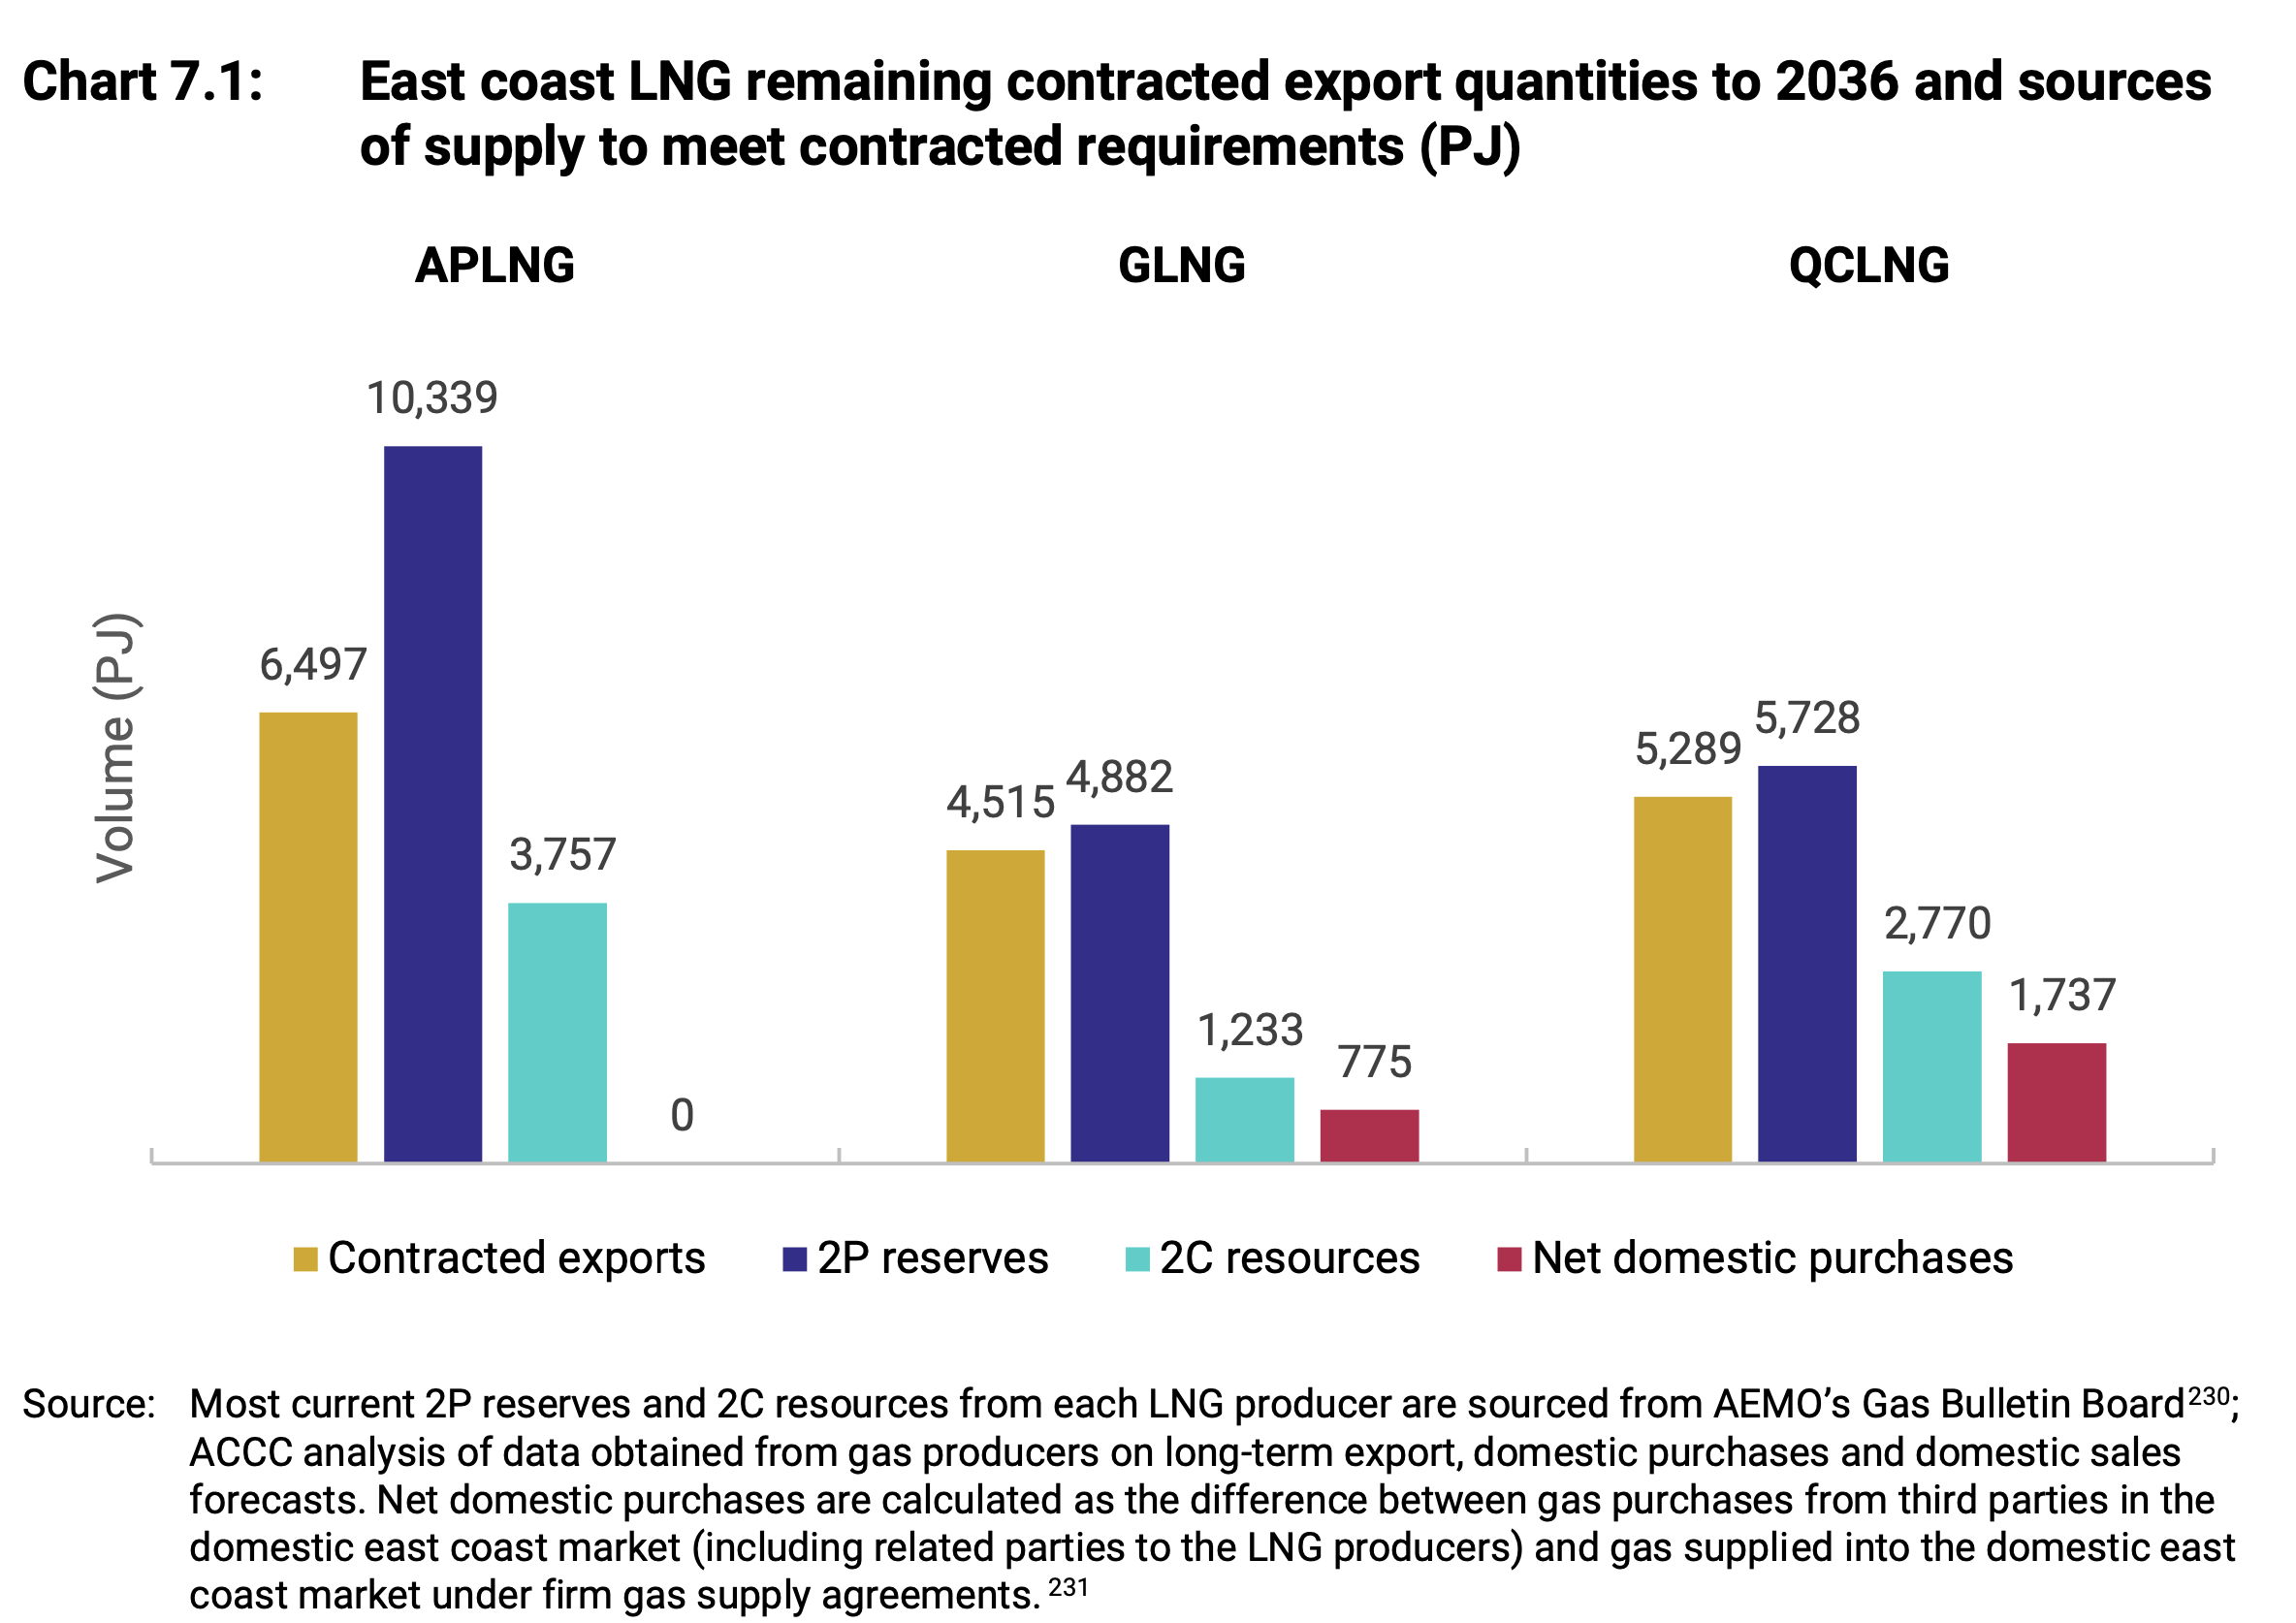 Chart 7.1: East coast LNG remaining contracted export quantities to 2036 and sources
of supply to meet contracted requirements (PJ)
APLNG GLNG QCLNG
Volume (PJ)
6,497
10,339
3,757
0
4,515
4,882
1,233
775
5,289
5,728
2,770
1,737
Contracted exports 2P reserves 2C resources Net domestic purchases
Source: Most current 2P reserves and 2C resources from each LNG producer are sourced from AEMO’s Gas Bulletin Board230;
ACCC analysis of data obtained from gas producers on long-term export, domestic purchases and domestic sales
forecasts. Net domestic purchases are calculated as the difference between gas purchases from third parties in the
domestic east coast market (including related parties to the LNG producers) and gas supplied into the domestic east
coast market under firm gas supply agreements. 231